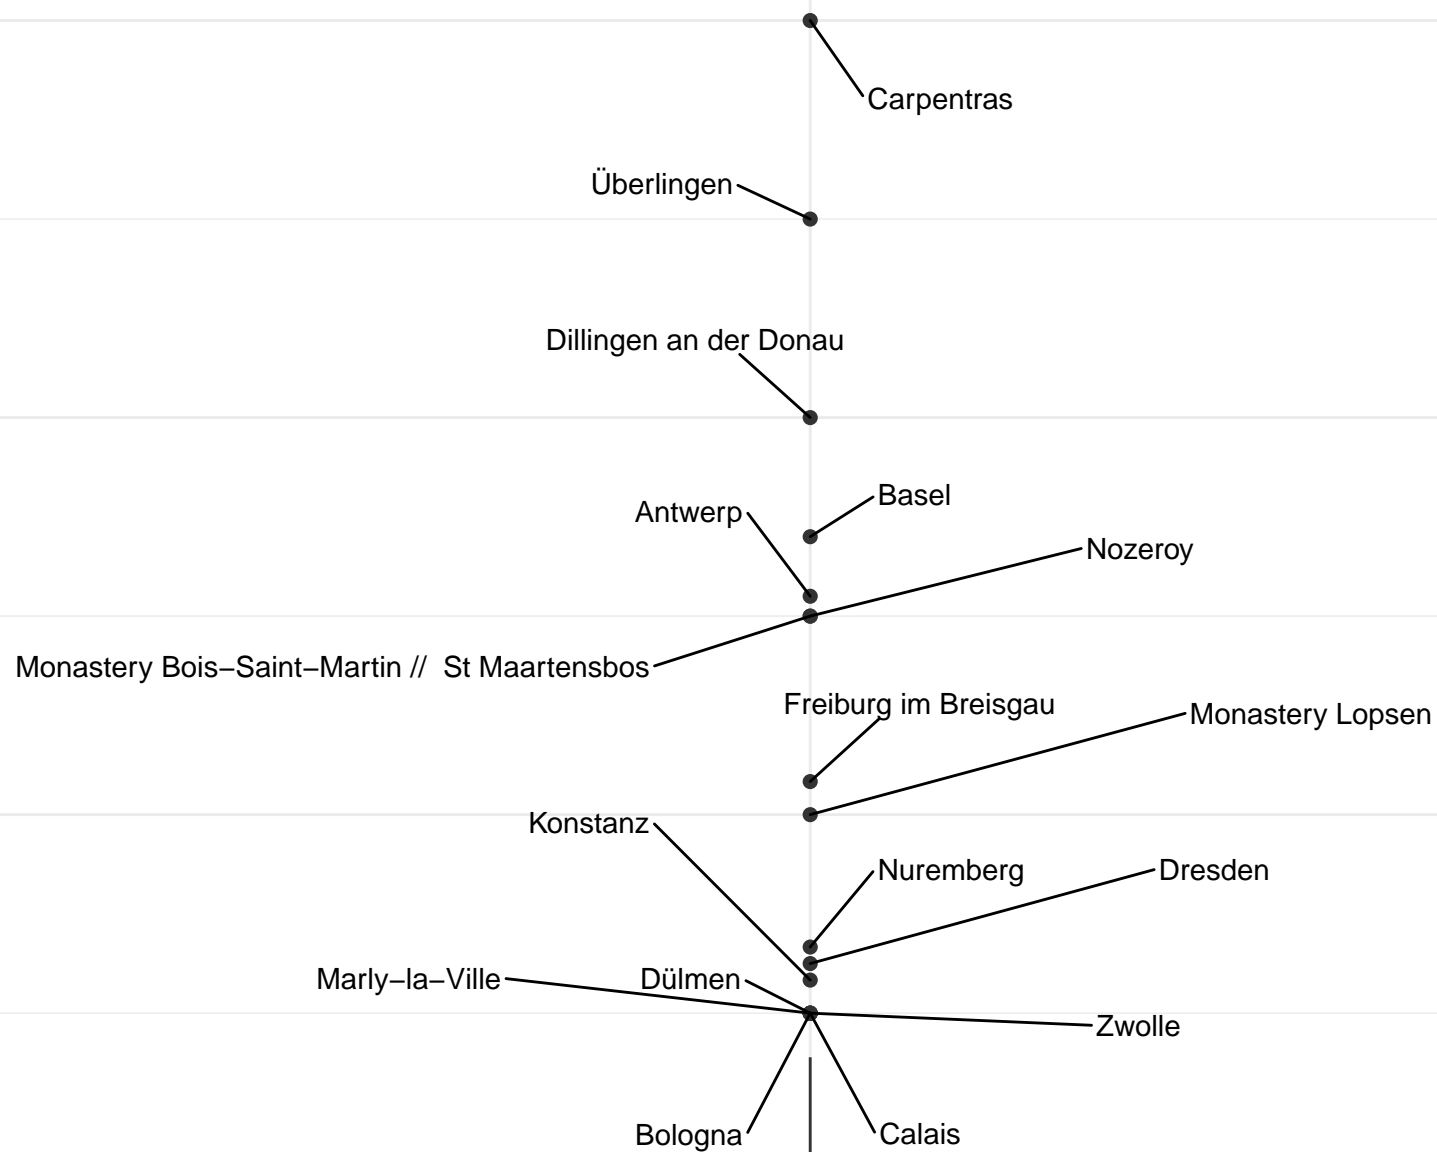 Carpentras
Überlingen
Dillingen an der Donau
Basel
Antwerp
Nozeroy
Monastery Bois–Saint–Martin //  St Maartensbos
Freiburg im Breisgau
Monastery Lopsen
Konstanz
Nuremberg
Dresden
Marly–la–Ville
Dülmen
Zwolle
Bologna
Calais